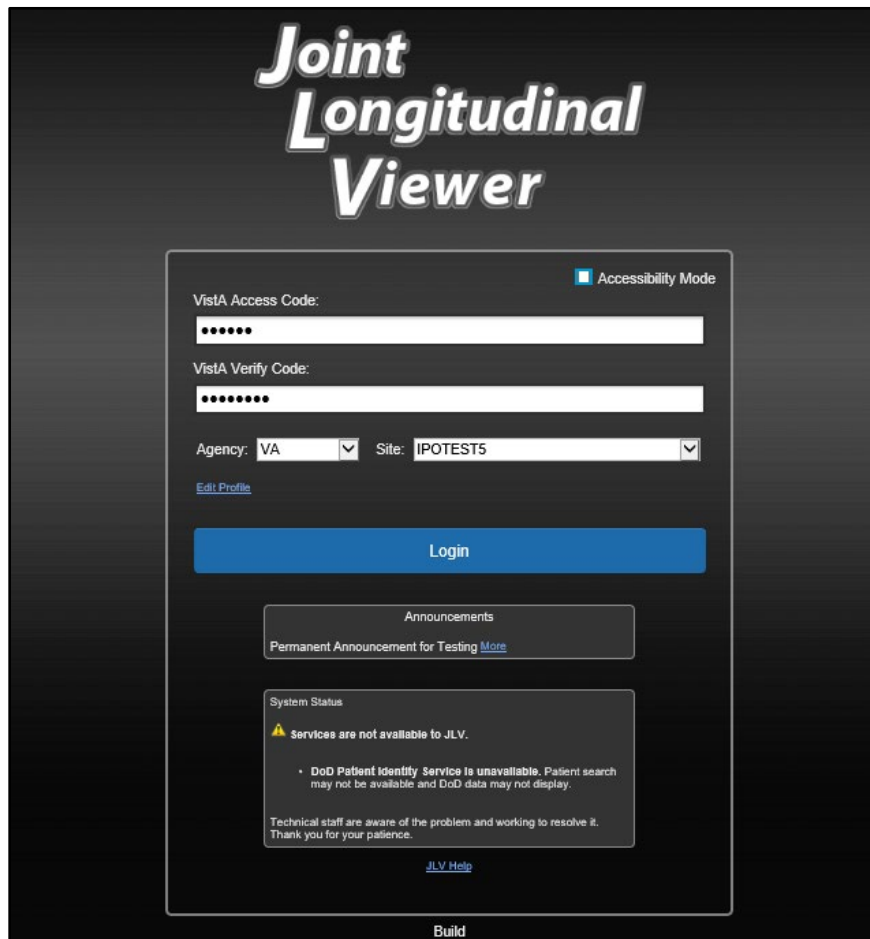 Joint
Longitudinal
Viewer
Accessibility Mode
VistA Access Code:
••••••
VistA Verify Code:
••••••••
Agency: VA Site: IPOTEST5
Edit Profile
Login
Announcements
Permanent Announcement for Testing More
System Status
Services are not available to JLV.
• DoD Patient Identity Service is unavailable. Patient search
may not be available and DoD data may not display.
Technical staff are aware of the problem and working to resolve it.
Thank you for your patience.
JLV Help
Build